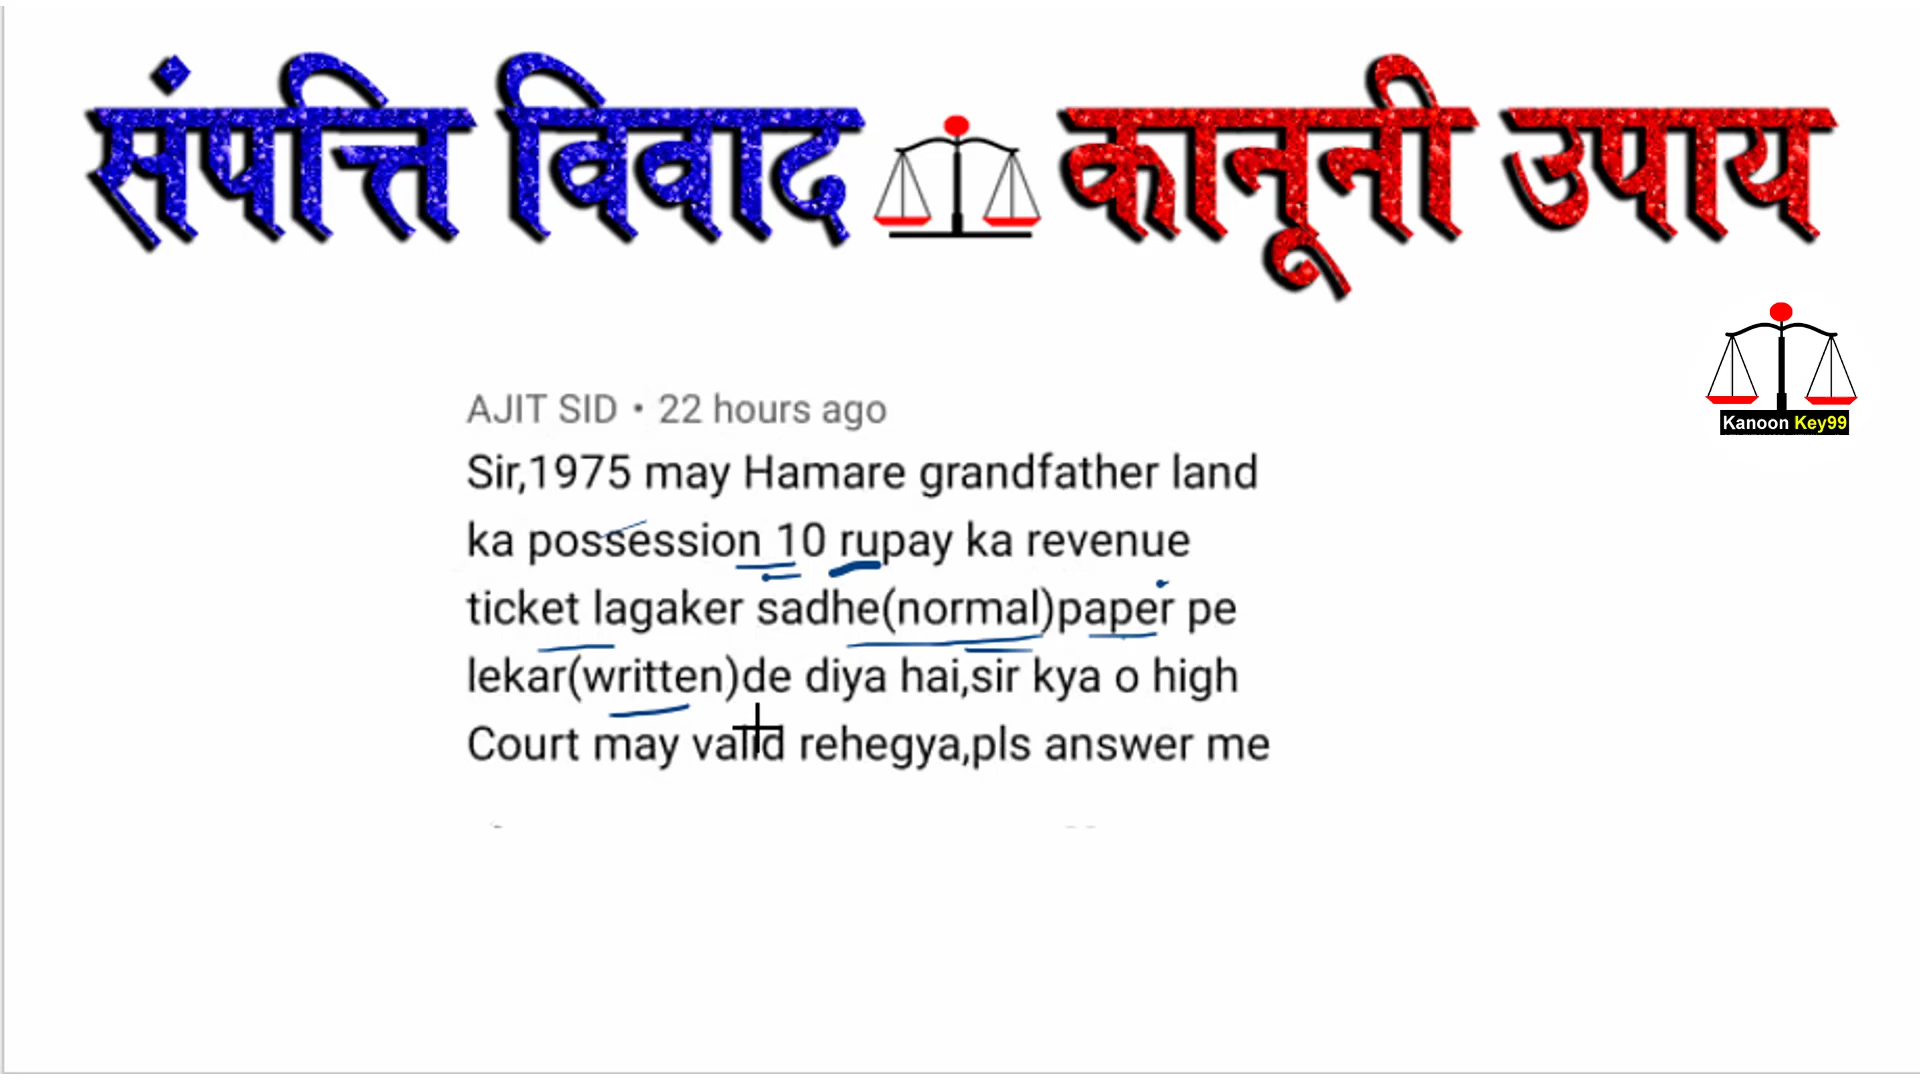 संपत्ति विवाद कानूनी उपाय
Kanoon Key99
AJIT SID • 22 hours ago
Sir,1975 may Hamare grandfather land
ka possession 10 rupay ka revenue
ticket lagaker sadhe(normal)paper pe
lekar(written)de diya hai,sir kya o high
Court may valid rehegya,pls answer me